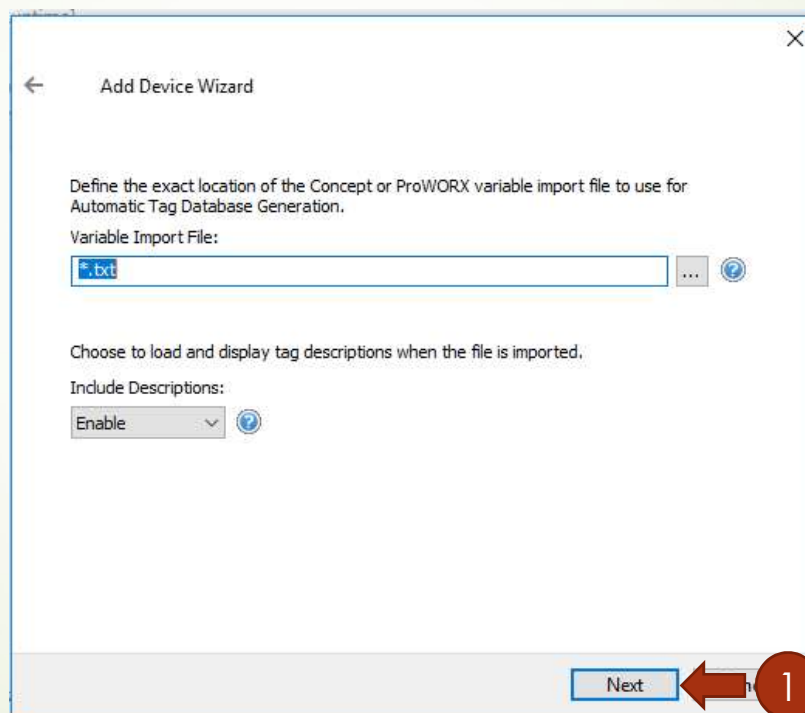 Add Device Wizard
Define the exact location of the Concept or ProWORX variable import file to use for
Automatic Tag Database Generation.
Variable Import File:
*.txt
...
?
Choose to load and display tag descriptions when the file is imported.
Include Descriptions:
Enable
?
Next
1